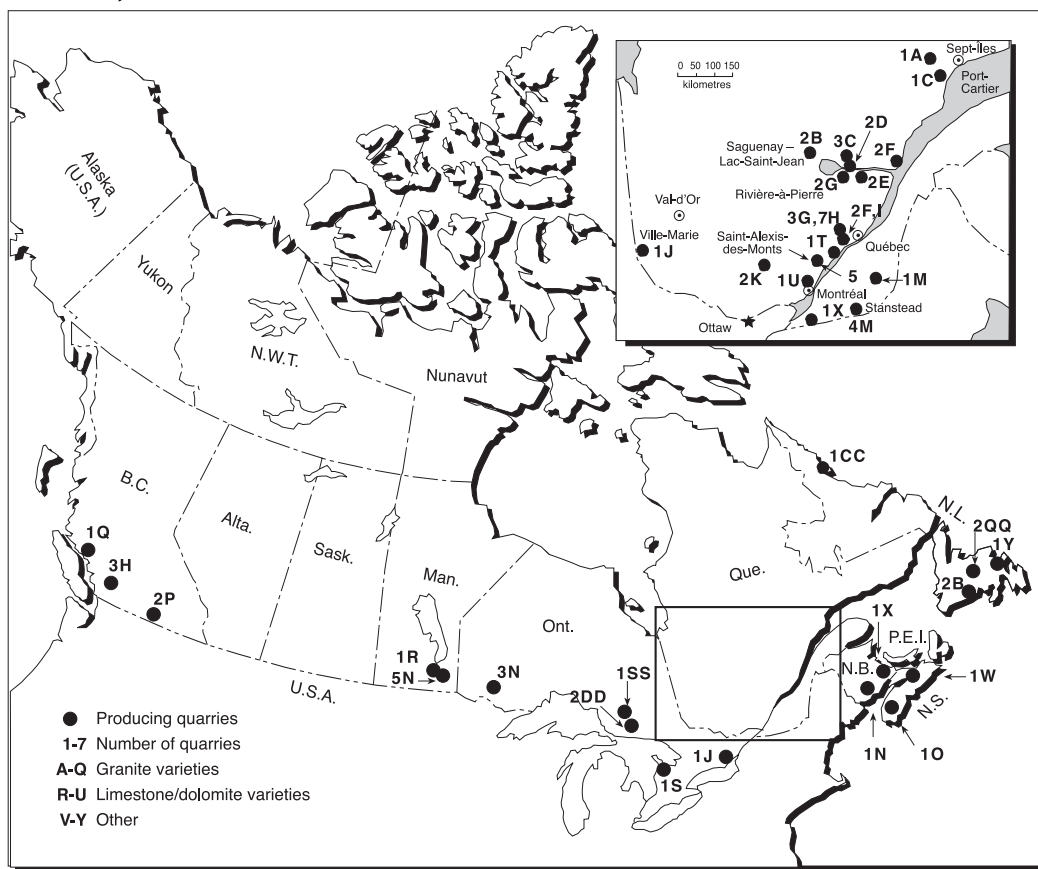 Alaska
(U.S.A.)
Yukon
N.W.T.
Nunavut
B.C.
Alta.
Sask.
Man.
Ont.
Que.
N.L.
P.E.I.
N.B.
N.S.
U.S.A.
1Q
3H
2P
1R
5N
3N
1SS
2DD
1S
1J
1CC
2QQ
1Y
2B
1X
1W
1N
1O
0 50 100 150
kilometres
1A
Sept-Îles
1C
Port-
Cartier
2D
2B
3C
2F
Saguenay –
Lac-Saint-Jean
2G
2E
Rivière-à-Pierre
Val-d'Or
3G,7H
2F,I
Ville-Marie
1J
Saint-Alexis-
des-Monts
1T
Québec
2K
1U
5
1M
Montréal
Stanstead
1X
4M
Ottaw
Producing quarries
1-7 Number of quarries
A-Q Granite varieties
R-U Limestone/dolomite varieties
V-Y Other